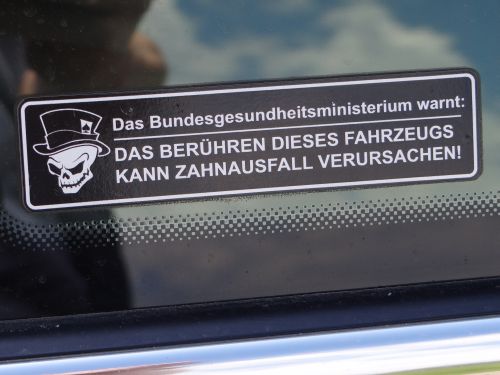 Das Bundesgesundheitsministerium warnt:
DAS BERÜHREN DIESES FAHRZEUGS
KANN ZAHNAUSFALL VERURSACHEN!